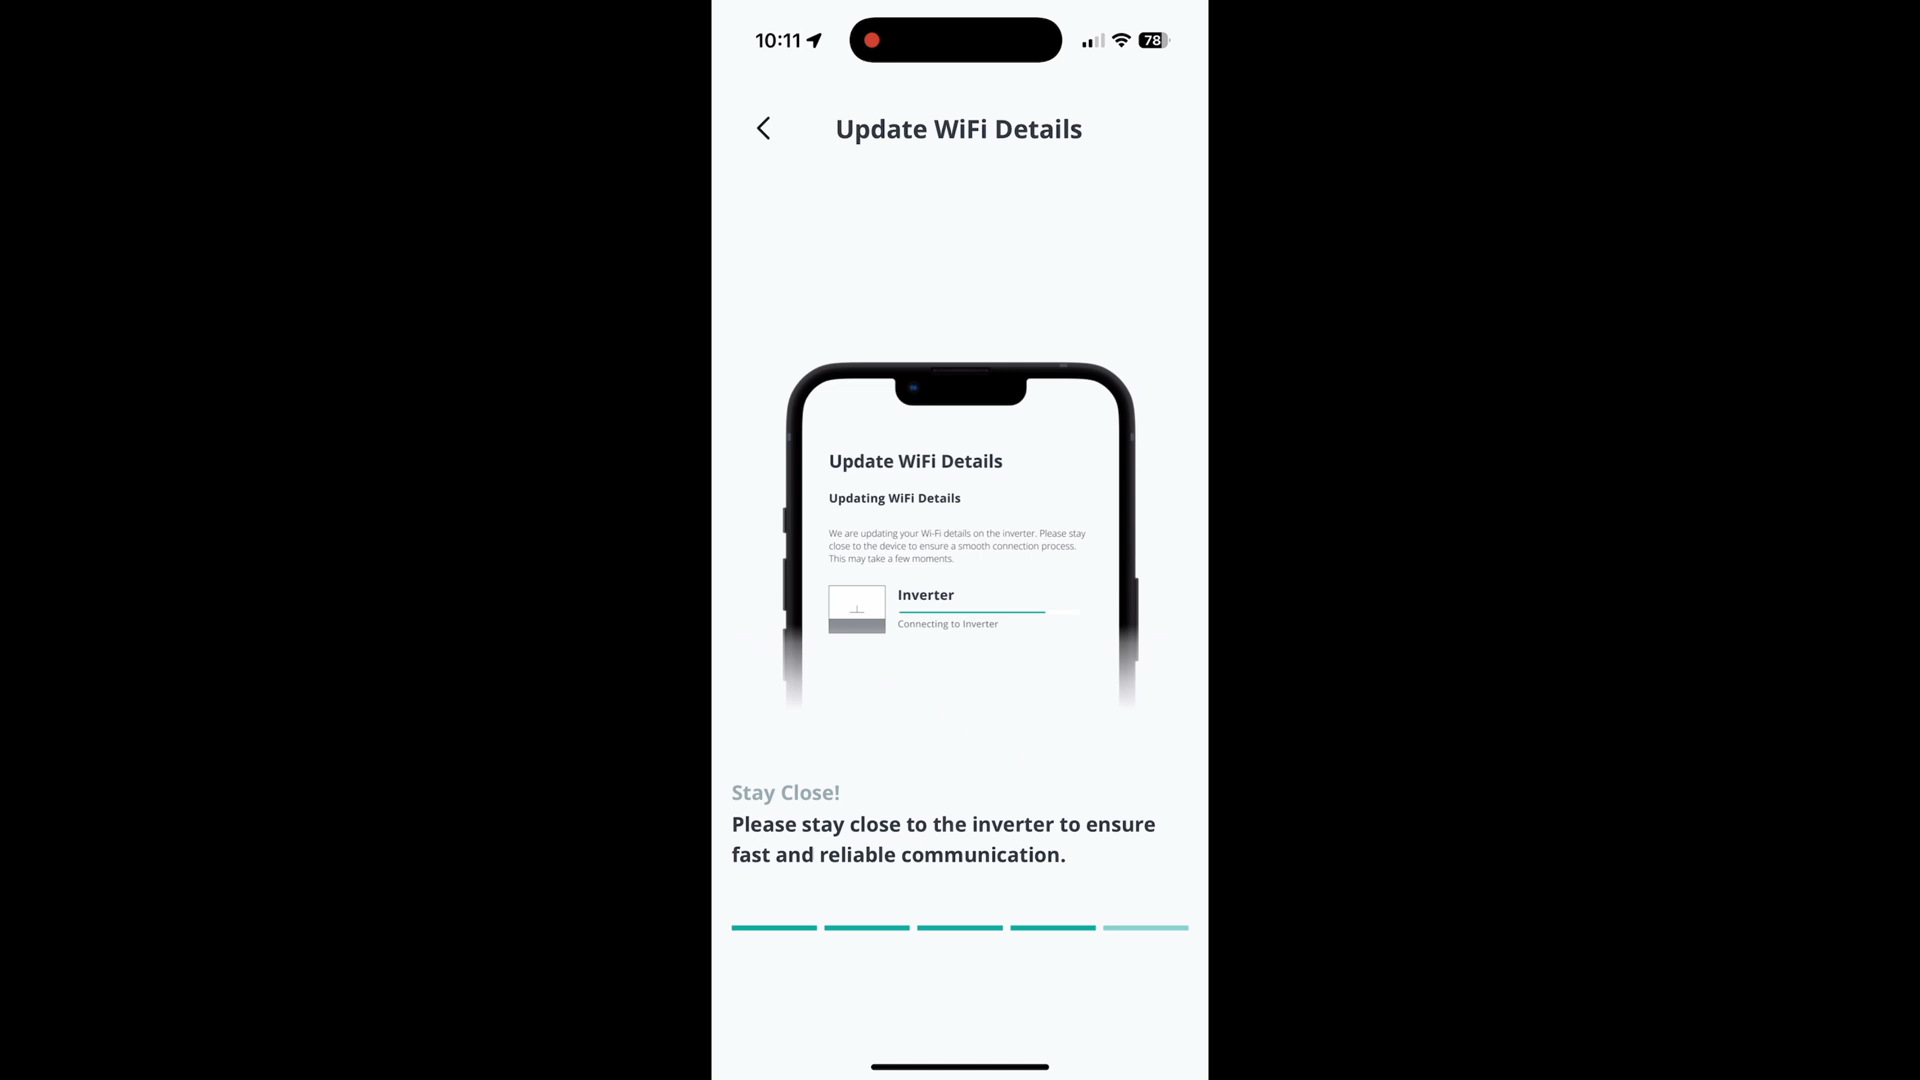 10:11
78
Update WiFi Details
Update WiFi Details
Updating WiFi Details
We are updating your Wi-Fi details on the inverter. Please stay
close to the device to ensure a smooth connection process.
This may take a few moments.
Inverter
Connecting to Inverter
Stay Close!
Please stay close to the inverter to ensure
fast and reliable communication.